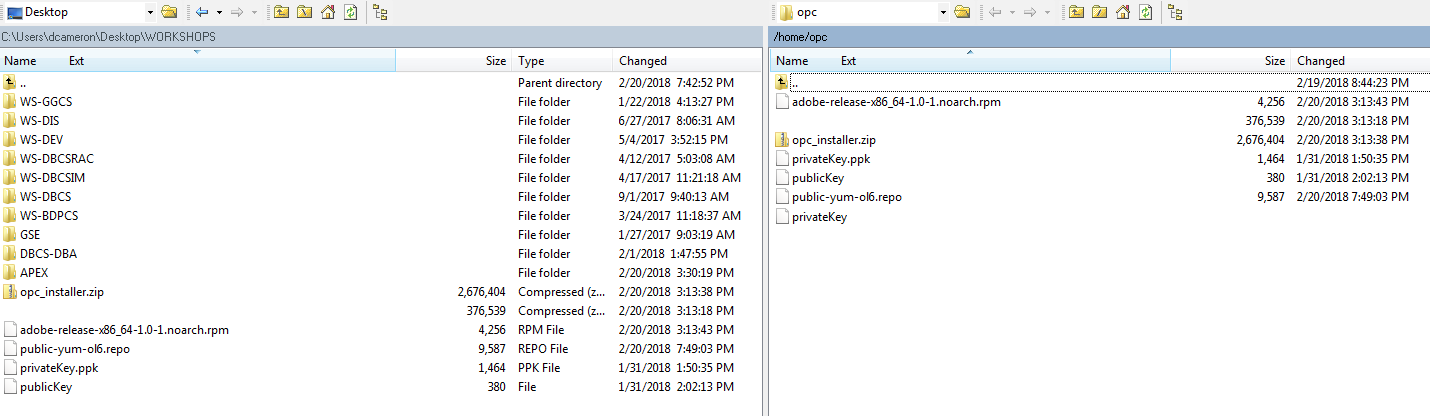 Desktop
C:\Users\dcameron\Desktop\WORKSHOPS
Name Ext Size Type Changed
.. Parent directory 2/20/2018 7:42:52 PM
WS-GGCS File folder 1/22/2018 4:13:27 PM
WS-DIS File folder 6/27/2017 8:06:31 AM
WS-DEV File folder 5/4/2017 3:52:15 PM
WS-DBCSRAC File folder 4/12/2017 5:03:08 AM
WS-DBCSIM File folder 4/17/2017 11:21:18 AM
WS-DBCS File folder 9/1/2017 9:40:13 AM
WS-BDPCS File folder 3/24/2017 11:18:37 AM
GSE File folder 1/27/2017 9:03:19 AM
DBCS-DBA File folder 2/1/2018 1:47:55 PM
APEX File folder 2/20/2018 3:30:19 PM
opc_installer.zip 2,676,404 Compressed (z... 2/20/2018 3:13:38 PM
376,539 Compressed (z... 2/20/2018 3:13:18 PM
adobe-release-x86_64-1.0-1.noarch.rpm 4,256 RPM File 2/20/2018 3:13:43 PM
public-yum-ol6.repo 9,587 REPO File 2/20/2018 7:49:03 PM
privateKey.ppk 1,464 PPK File 1/31/2018 1:50:35 PM
publicKey 380 File 1/31/2018 2:02:13 PM
opc
/home/opc
Name Ext Size Changed
.. 2/19/2018 8:44:23 PM
adobe-release-x86_64-1.0-1.noarch.rpm 4,256 2/20/2018 3:13:43 PM
376,539 2/20/2018 3:13:18 PM
opc_installer.zip 2,676,404 2/20/2018 3:13:38 PM
privateKey.ppk 1,464 1/31/2018 1:50:35 PM
publicKey 380 1/31/2018 2:02:13 PM
public-yum-ol6.repo 9,587 2/20/2018 7:49:03 PM
privateKey